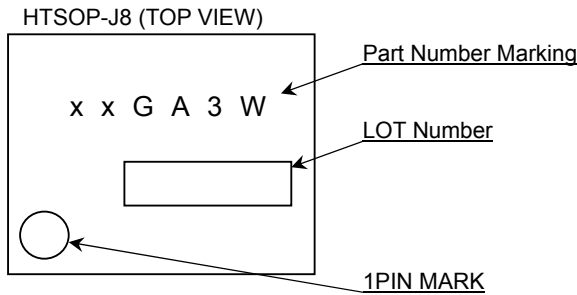 HTSOP-J8 (TOP VIEW)
Part Number Marking
x x G A 3 W
LOT Number
1PIN MARK